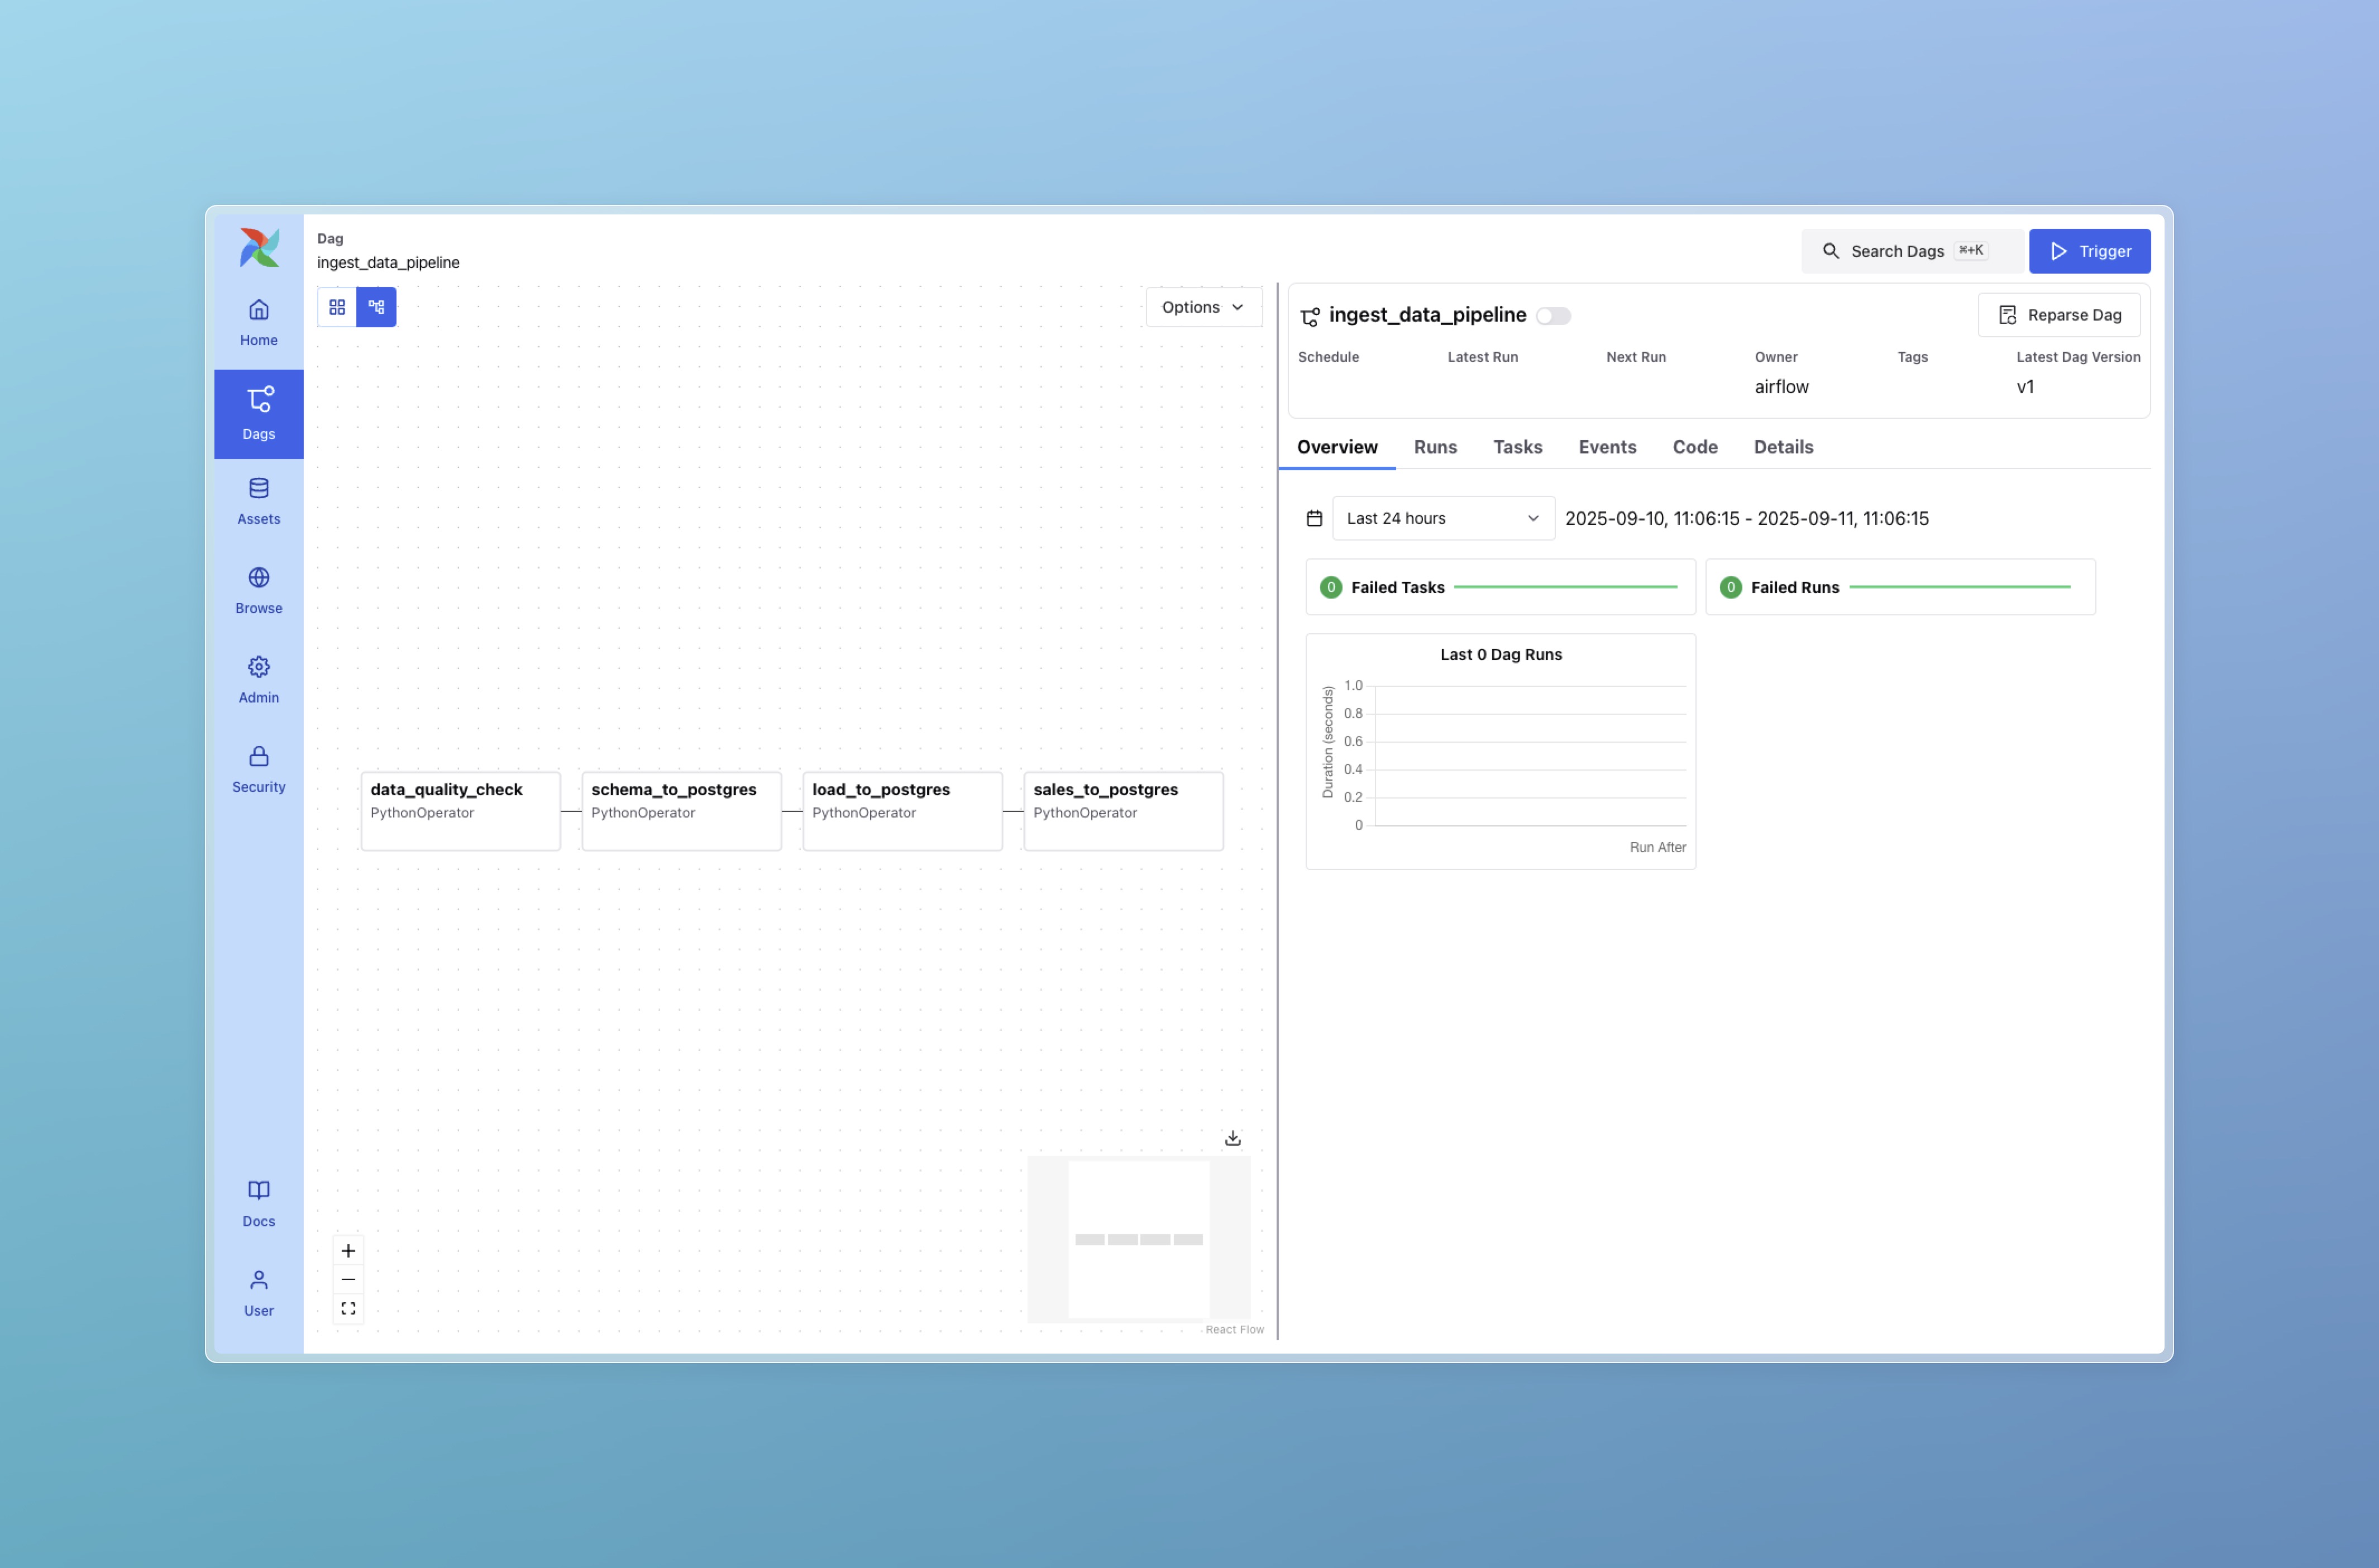 Dag
ingest_data_pipeline
Search Dags ⌘+K
Trigger
Home
Dags
Assets
Browse
Admin
Security
Docs
User
Options
data_quality_check
PythonOperator
schema_to_postgres
PythonOperator
load_to_postgres
PythonOperator
sales_to_postgres
PythonOperator
React Flow
ingest_data_pipeline
Reparse Dag
Schedule Latest Run Next Run Owner Tags Latest Dag Version
airflow v1
Overview Runs Tasks Events Code Details
Last 24 hours 2025-09-10, 11:06:15 - 2025-09-11, 11:06:15
0 Failed Tasks
0 Failed Runs
Last 0 Dag Runs
Duration (seconds)
1.0
0.8
0.6
0.4
0.2
0
Run After